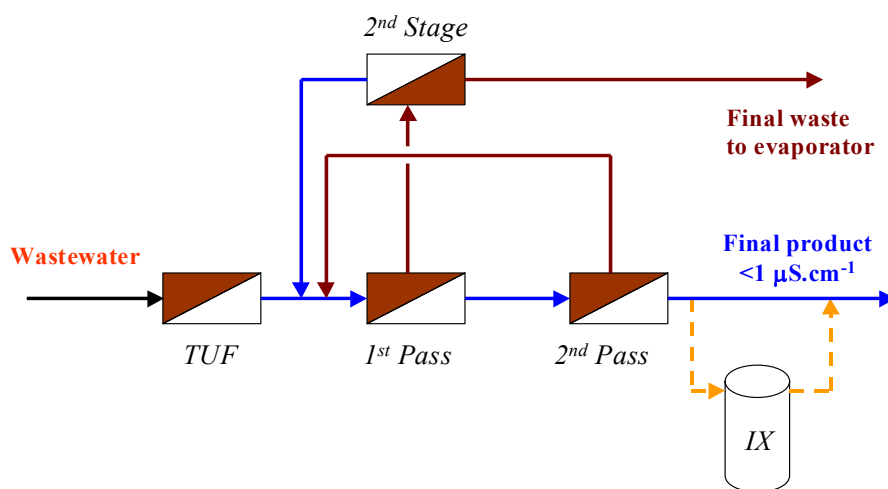 2nd Stage
Final waste
to evaporator
Wastewater
Final product
<1 μS.cm-1
TUF
1st Pass
2nd Pass
IX